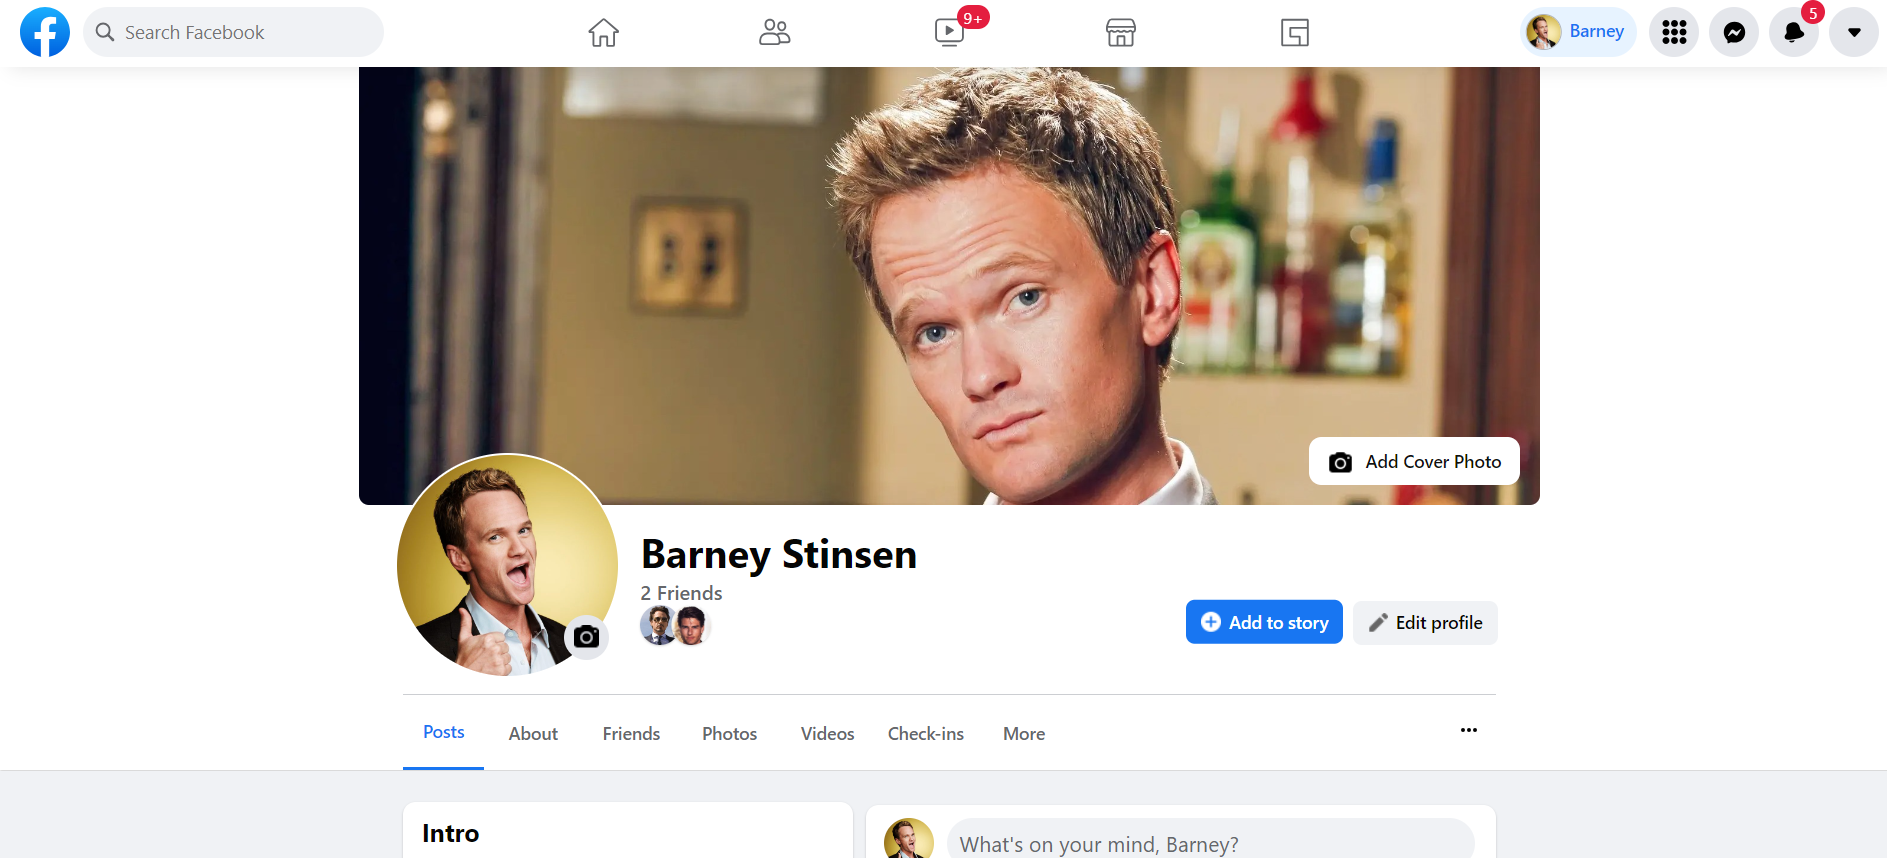 Search Facebook
9+
Barney
5
Add Cover Photo
Barney Stinsen
2 Friends
Add to story
Edit profile
Posts
About
Friends
Photos
Videos
Check-ins
More
Intro
What's on your mind, Barney?